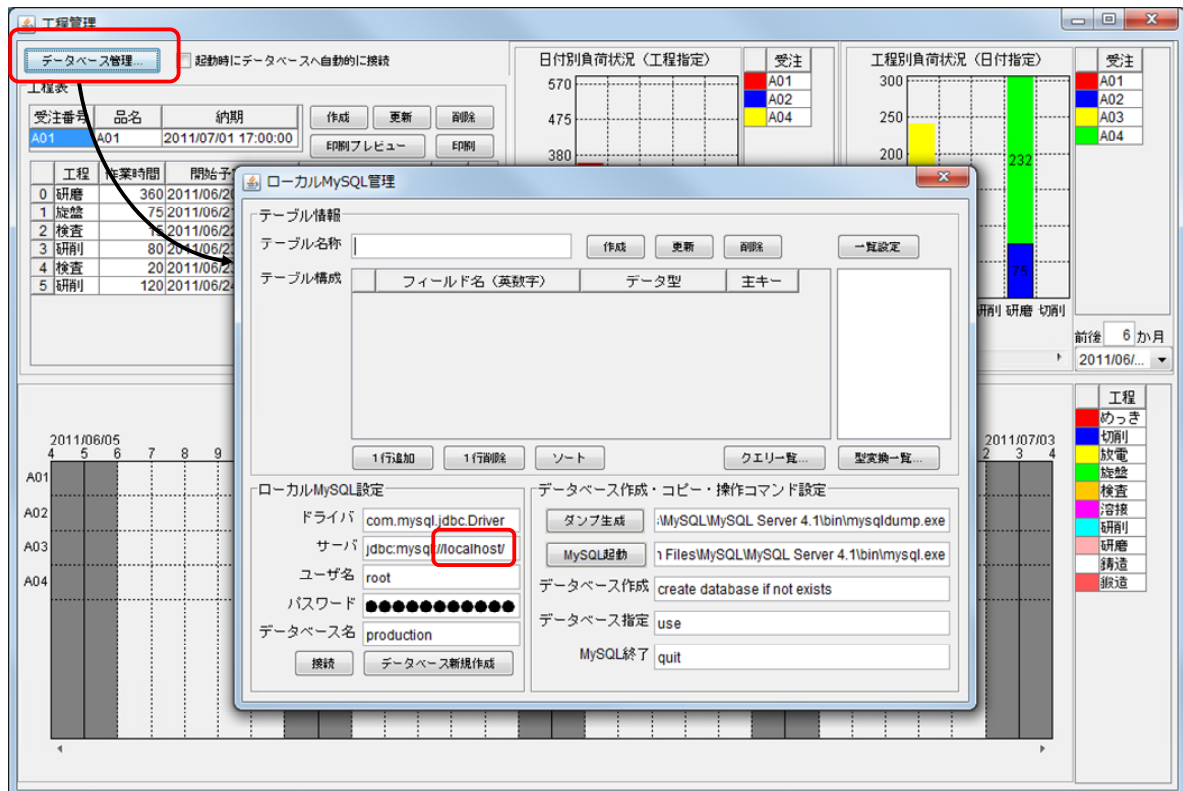 工程管理
データベース管理...
起動時にデータベースへ自動的に接続
工程表
受注番号 品名 納期
A01 A01 2011/07/01 17:00:00
作成 更新 削除
印刷プレビュー 印刷
工程 作業時間
0 研磨 360 2011/06/20
1 旋盤 75 2011/06/21
2 検査 15 2011/06/22
3 研削 80 2011/06/23
4 検査 20 2011/06/23
5 研削 120 2011/06/24
日付別負荷状況（工程指定）
570
475
380
受注
A01
A02
A04
工程別負荷状況（日付指定）
300
250
200
232
75
研削 研磨 切削
受注
A01
A02
A03
A04
前後 6 か月
2011/06/...
ローカルMySQL管理
テーブル情報
テーブル名称 作成 更新 削除 一覧設定
テーブル構成 フィールド名（英数字） データ型 主キー
1行追加 1行削除 ソート クエリ一覧... 型変換一覧...
ローカルMySQL設定
ドライバ com.mysql.jdbc.Driver
サーバ jdbc:mysql://localhost/
ユーザ名 root
パスワード ●●●●●●●●●●●
データベース名 production
接続 データベース新規作成
データベース作成・コピー・操作コマンド設定
ダンプ生成 :\MySQL\MySQL Server 4.1\bin\mysqldump.exe
MySQL起動 Files\MySQL\MySQL Server 4.1\bin\mysql.exe
データベース作成 create database if not exists
データベース指定 use
MySQL終了 quit
2011/06/05
4 5 6 7 8 9
2011/07/03
2 3 4
A01
A02
A03
A04
工程
めっき
切削
放電
旋盤
検査
溶接
研削
研磨
鋳造
鍛造